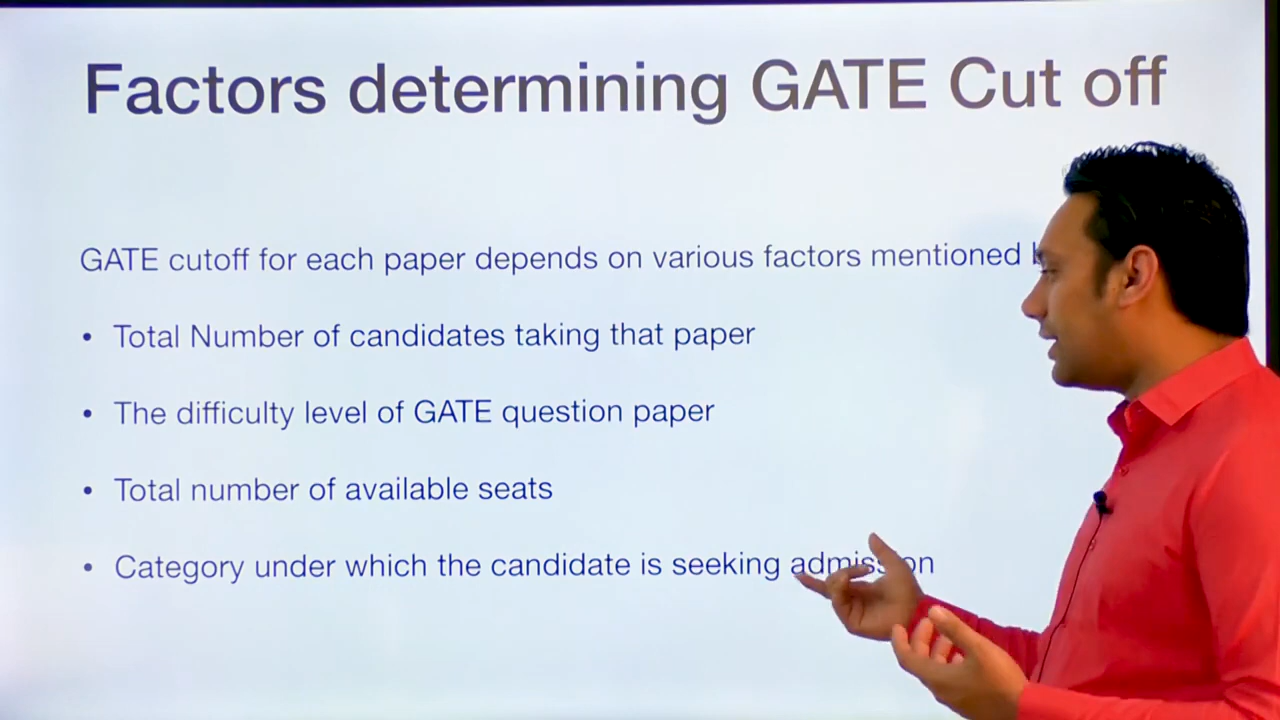 Factors determining GATE Cut off
GATE cutoff for each paper depends on various factors mentioned
• Total Number of candidates taking that paper
• The difficulty level of GATE question paper
• Total number of available seats
• Category under which the candidate is seeking admission